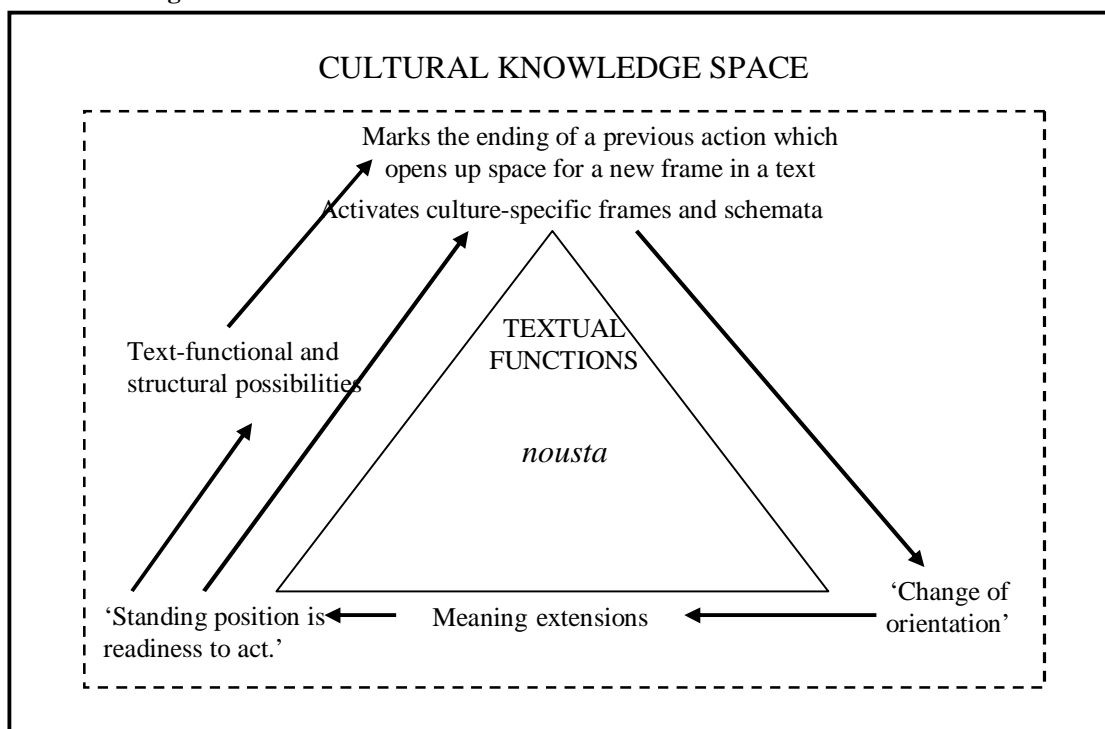 CULTURAL KNOWLEDGE SPACE
Marks the ending of a previous action which
opens up space for a new frame in a text
Activates culture-specific frames and schemata
TEXTUAL
FUNCTIONS
Text-functional and
structural possibilities
nousta
‘Standing position is
readiness to act.’
Meaning extensions
‘Change of
orientation’